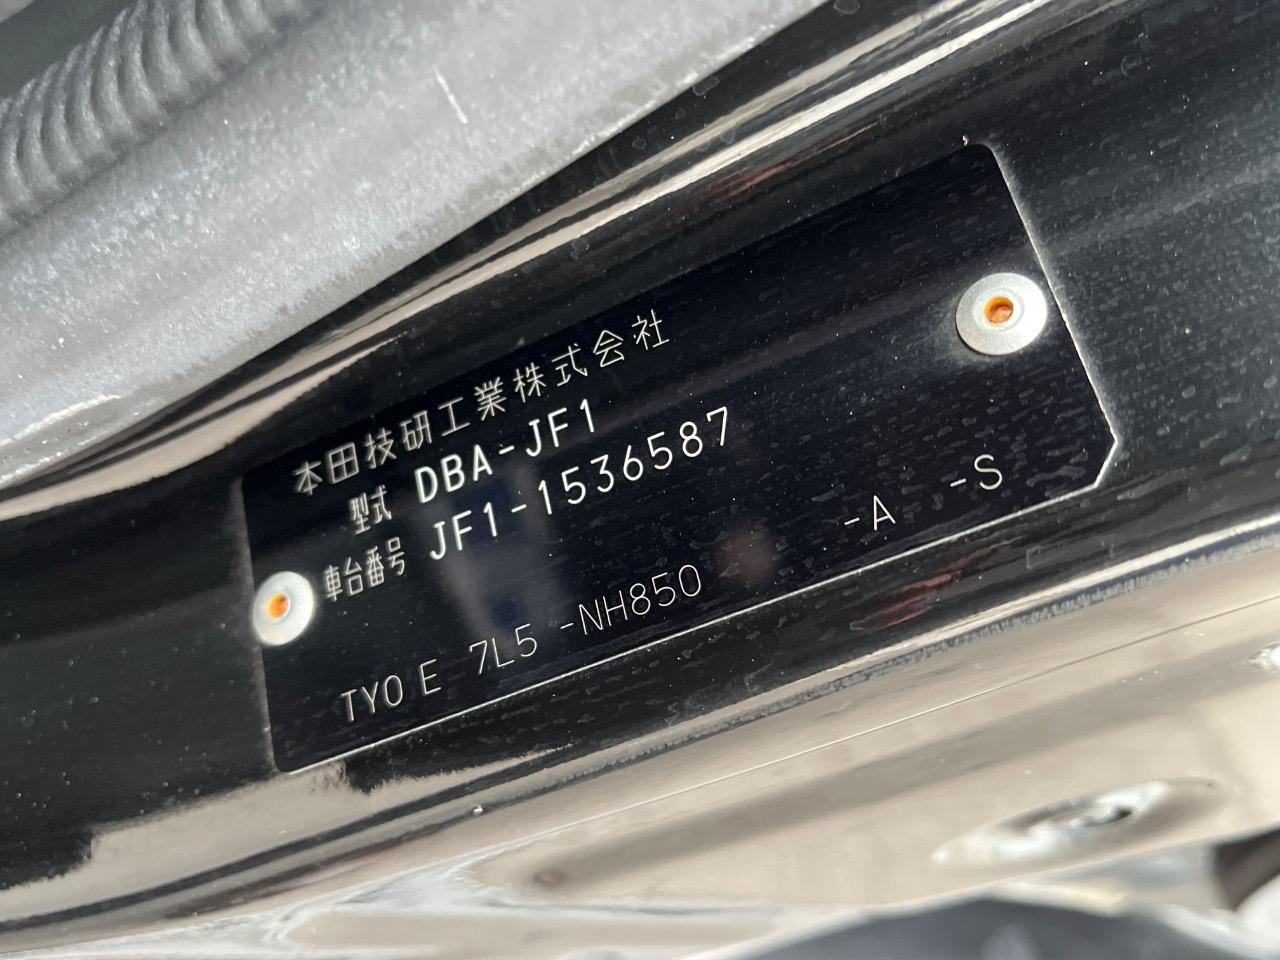 本田技研工業株式会社
型式 DBA-JF1
車台番号 JF1-1536587
TYO E 7L5 -NH850 -A -S